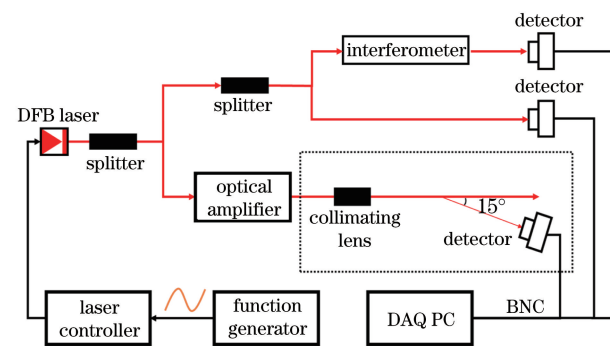 detector
interferometer
detector
splitter
DFB laser
splitter
optical
amplifier
15°
collimating
lens
detector
laser
controller
function
generator
DAQ PC
BNC